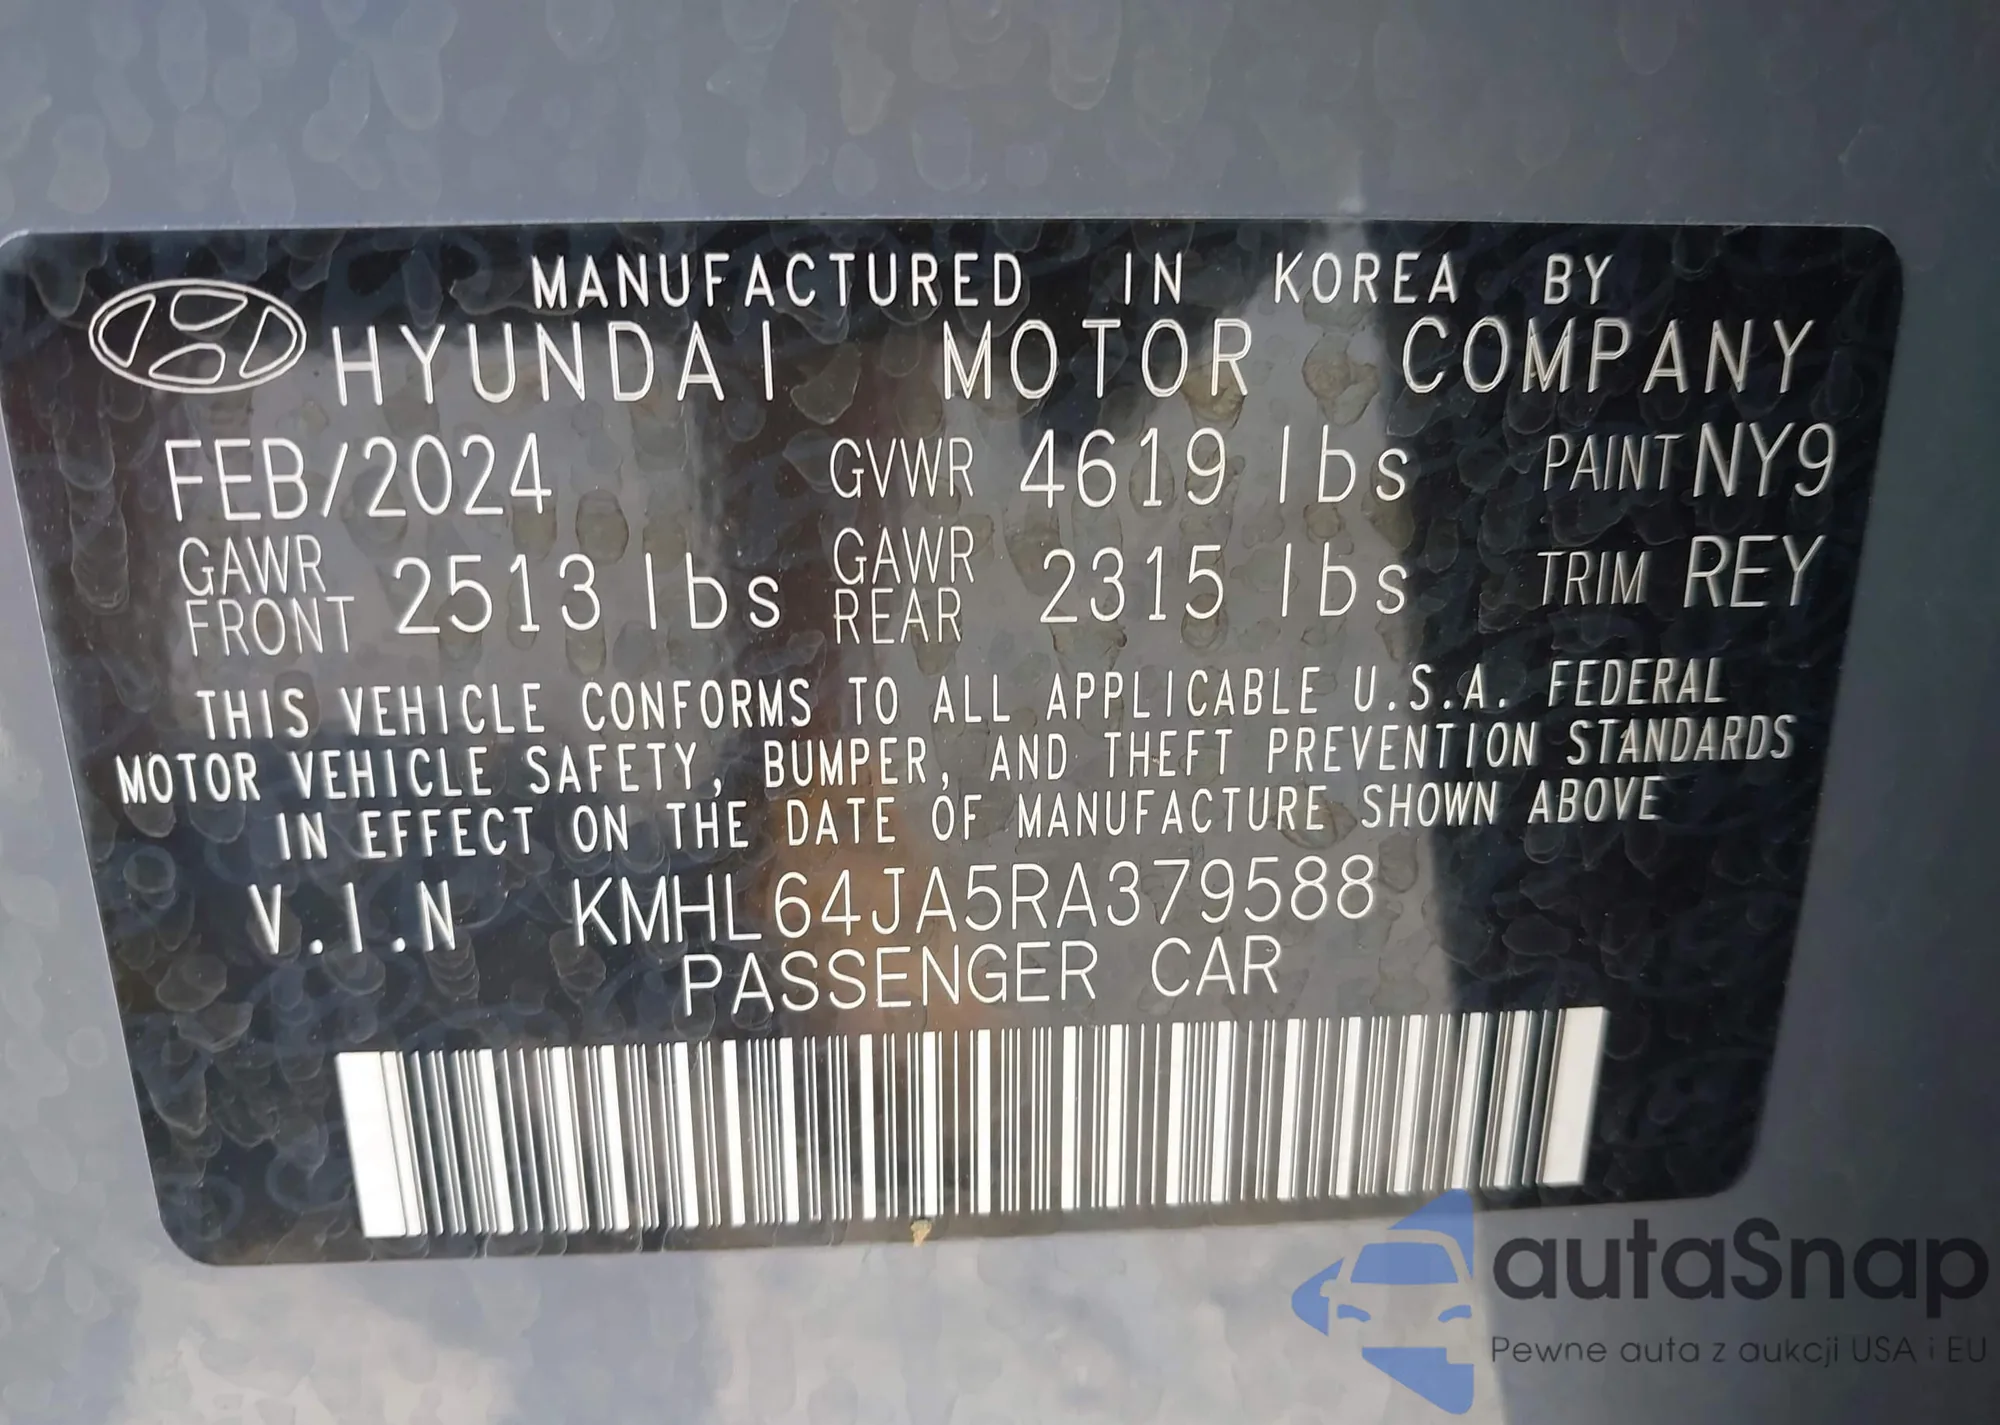 MANUFACTURED IN KOREA BY
HYUNDAI MOTOR COMPANY
FEB/2024 GVWR 4619 lbs PAINT NY9
GAWR FRONT 2513 lbs GAWR REAR 2315 lbs TRIM REY
THIS VEHICLE CONFORMS TO ALL APPLICABLE U.S.A. FEDERAL
MOTOR VEHICLE SAFETY, BUMPER, AND THEFT PREVENTION STANDARDS
IN EFFECT ON THE DATE OF MANUFACTURE SHOWN ABOVE
V.I.N KMHL64JA5RA379588
PASSENGER CAR
autaSnap
Pewne auta z aukcji USA i EU